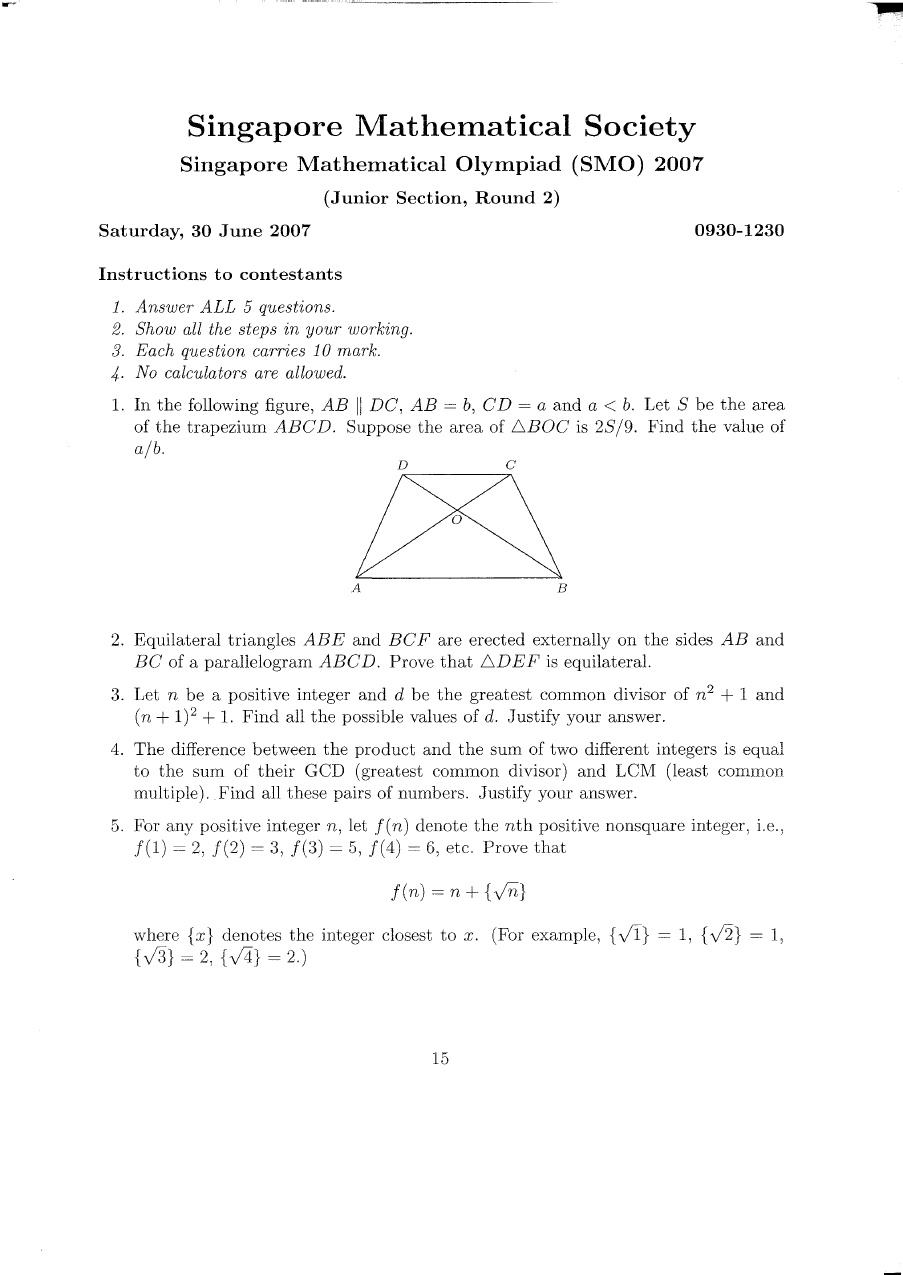 Singapore Mathematical Society
Singapore Mathematical Olympiad (SMO) 2007
(Junior Section, Round 2)
Saturday, 30 June 2007 0930-1230
Instructions to contestants
1. Answer ALL 5 questions.
2. Show all the steps in your working.
3. Each question carries 10 mark.
4. No calculators are allowed.
1. In the following figure, AB ∥ DC, AB = b, CD = a and a < b. Let S be the area
of the trapezium ABCD. Suppose the area of △BOC is 2S/9. Find the value of
a/b.
D C
O
A B
2. Equilateral triangles ABE and BCF are erected externally on the sides AB and
BC of a parallelogram ABCD. Prove that △DEF is equilateral.
3. Let n be a positive integer and d be the greatest common divisor of n² + 1 and
(n + 1)² + 1. Find all the possible values of d. Justify your answer.
4. The difference between the product and the sum of two different integers is equal
to the sum of their GCD (greatest common divisor) and LCM (least common
multiple). Find all these pairs of numbers. Justify your answer.
5. For any positive integer n, let f(n) denote the nth positive nonsquare integer, i.e.,
f(1) = 2, f(2) = 3, f(3) = 5, f(4) = 6, etc. Prove that
f(n) = n + {√n}
where {x} denotes the integer closest to x. (For example, {√1} = 1, {√2} = 1,
{√3} = 2, {√4} = 2.)
15